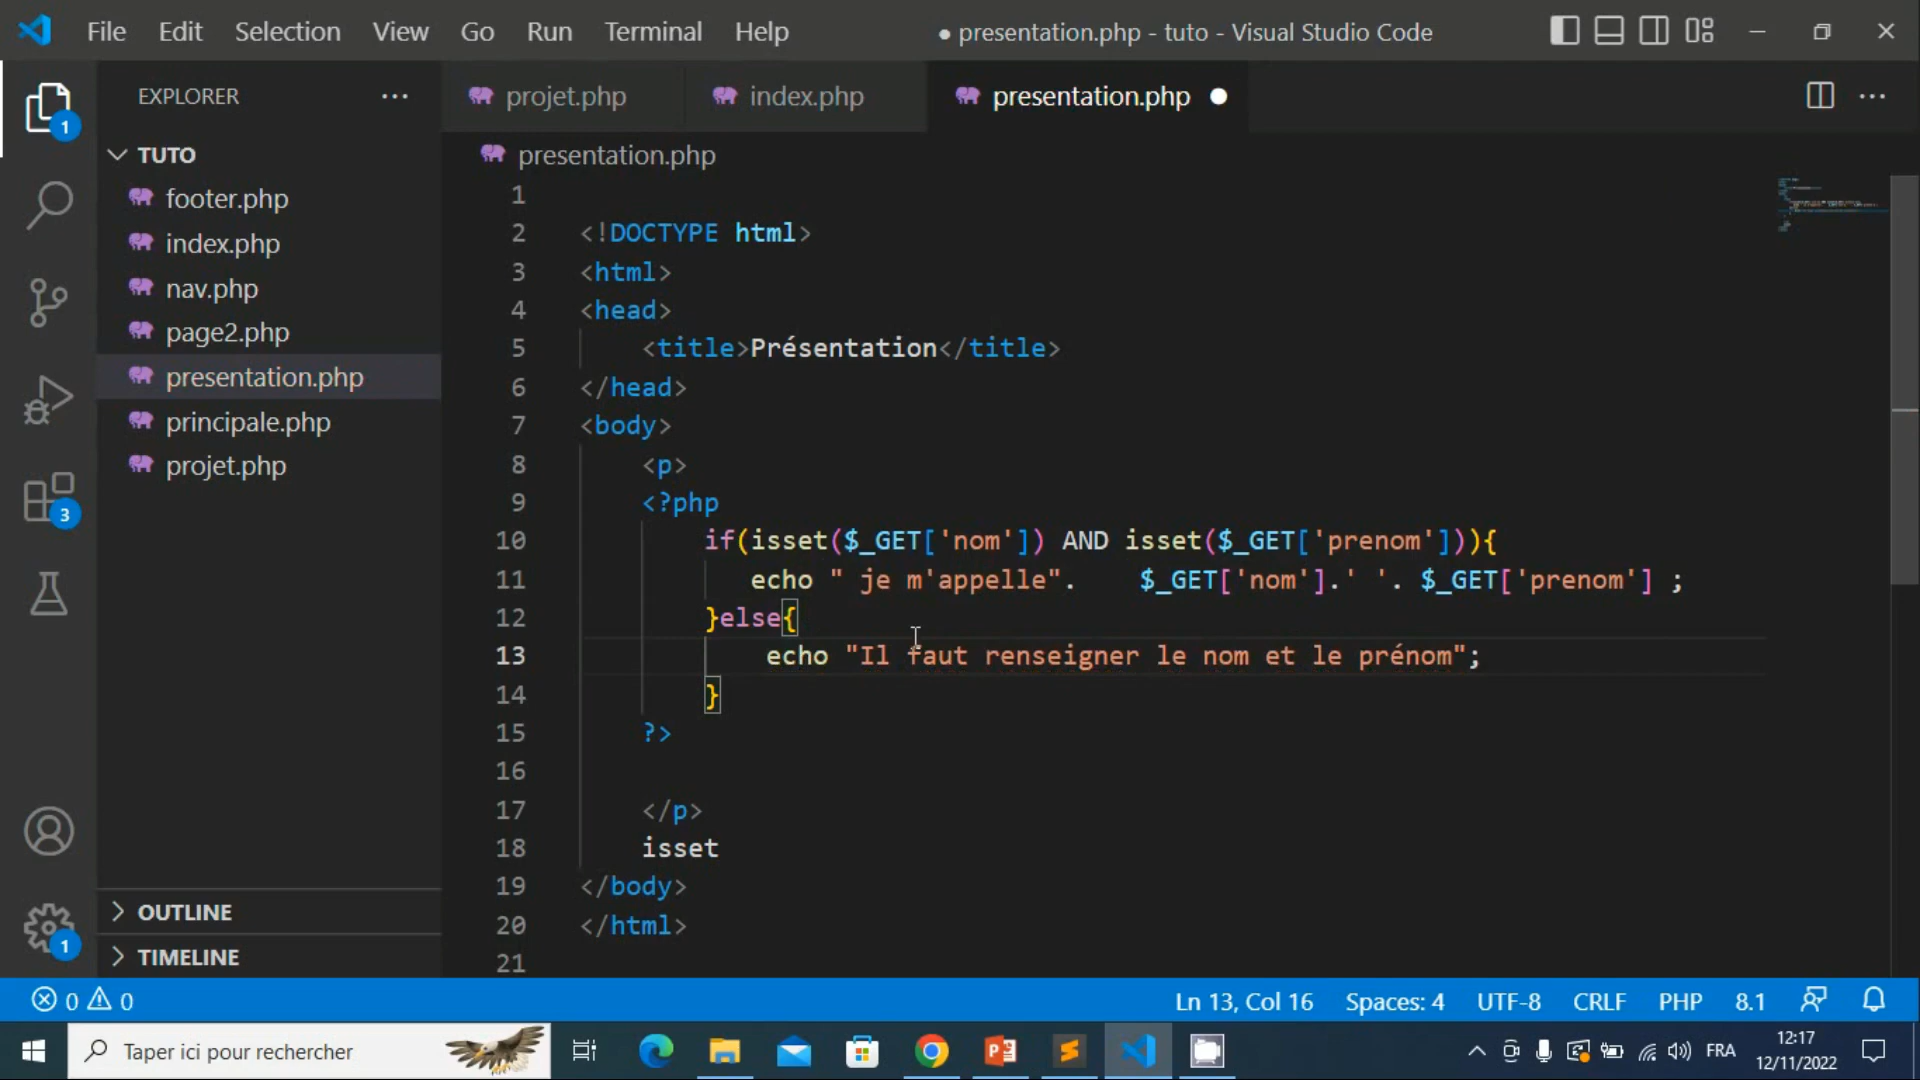 File Edit Selection View Go Run Terminal Help ● presentation.php - tuto - Visual Studio Code
EXPLORER ...
projet.php index.php presentation.php ●
TUTO
footer.php
index.php
nav.php
page2.php
presentation.php
principale.php
projet.php
OUTLINE
TIMELINE
1
1
3
presentation.php
1
2 <!DOCTYPE html>
3 <html>
4 <head>
5 <title>Présentation</title>
6 </head>
7 <body>
8 <p>
9 <?php
10 if(isset($_GET['nom']) AND isset($_GET['prenom'])){
11 echo " je m'appelle". $_GET['nom'].' '. $_GET['prenom'] ;
12 }else{
13 echo "Il faut renseigner le nom et le prénom";
14 }
15 ?>
16
17 </p>
18 isset
19 </body>
20 </html>
21
0 0 Ln 13, Col 16 Spaces: 4 UTF-8 CRLF PHP 8.1
Taper ici pour rechercher FRA 12:17
12/11/2022